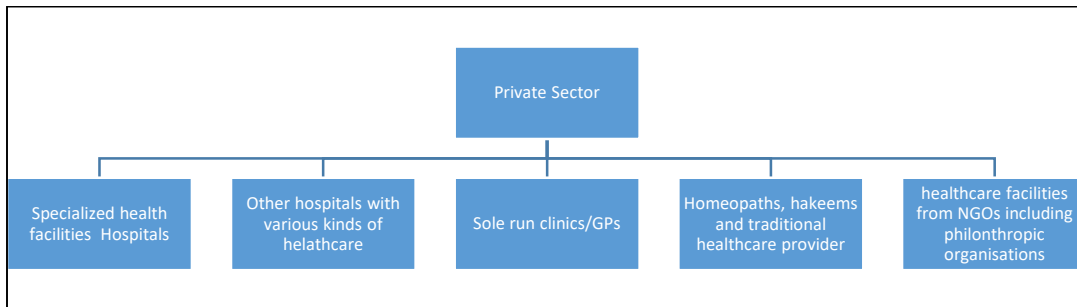 Private Sector
Specialized health
facilities  Hospitals
Other hospitals with
various kinds of
helathcare
Sole run clinics/GPs
Homeopaths, hakeems
and traditional
healthcare provider
healthcare facilities
from NGOs including
philonthropic
organisations